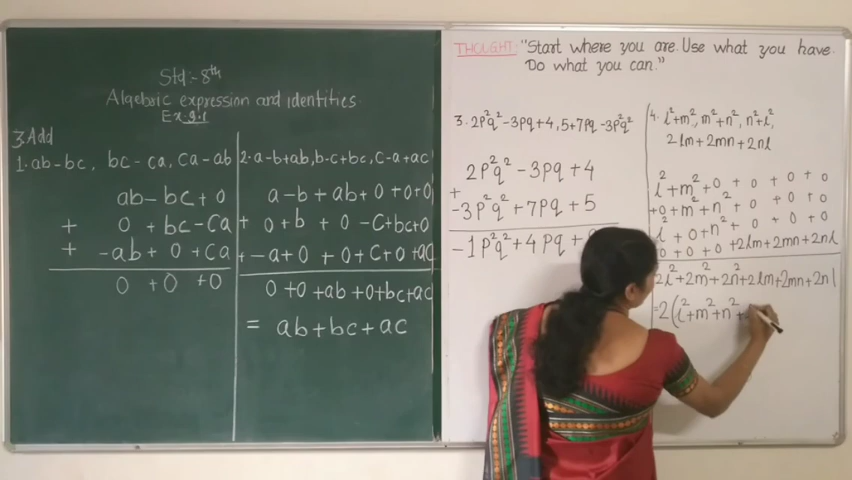 Std:- 8th
Algebraic expression and identities.
Ex 9.1
3. Add
1. ab-bc, bc-ca, ca-ab
ab-bc+0
+ 0 +bc-ca
+ -ab+ 0 +ca
0 +0 +0
2. a-b+ab, b-c+bc, c-a+ac
a-b+ab+0+0+0
+ 0+b +0 -c+bc+0
+ -a+0 +0+c+0+ac
0+0+ab+0+bc+ac
= ab+bc+ac
THOUGHT: "Start where you are. Use what you have.
Do what you can."
3. 2p²q²-3pq+4, 5+7pq-3p²q²
2p²q²-3pq+4
+
-3p²q²+7pq+5
-1p²q²+4pq+
4. l²+m², m²+n², n²+l²,
2lm+2mn+2nl
l²+m²+0 +0 +0 +0
+0+m²+n²+0 +0 +0
l²+0+n²+0 +0 +0
0+0+0+2lm+2mn+2nl
2l²+2m²+2n²+2lm+2mn+2nl
=2(l²+m²+n²+